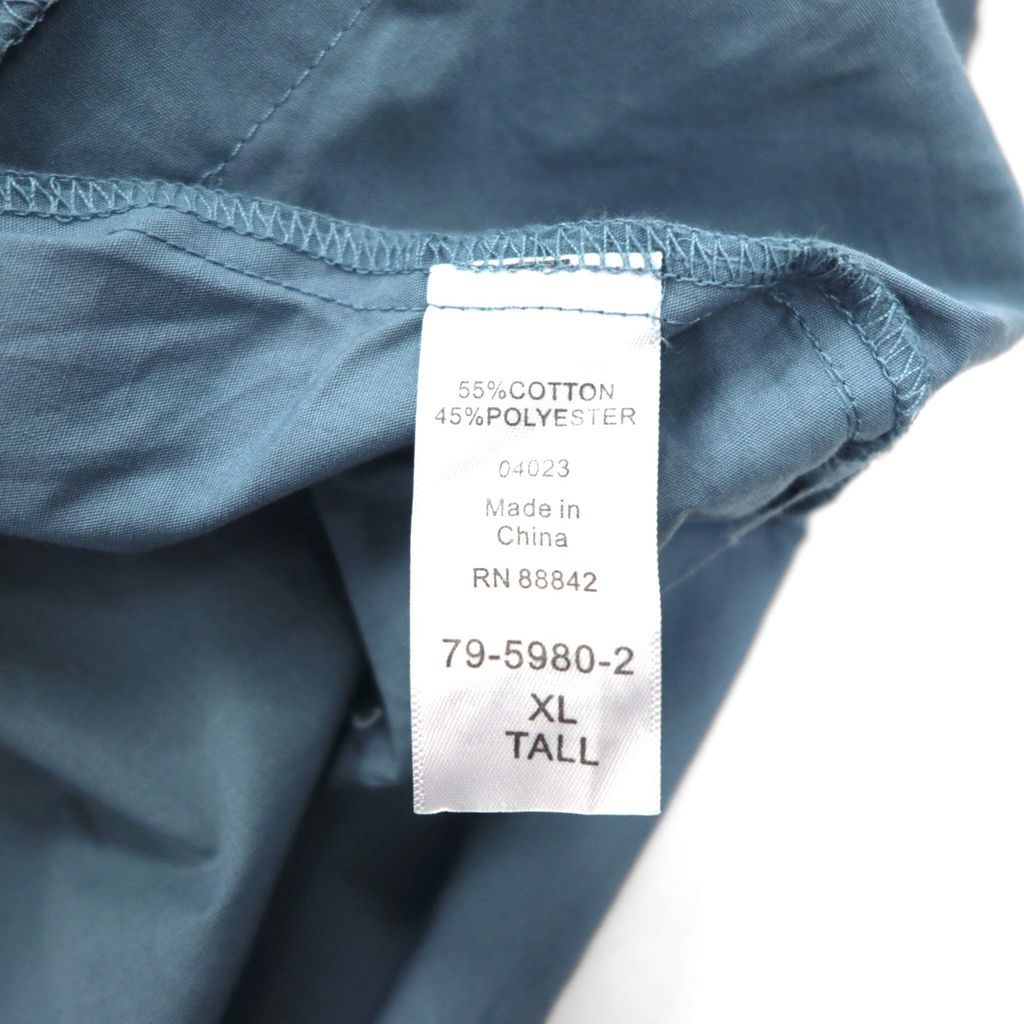 55%COTTON
45%POLYESTER
04023
Made in
China
RN 88842
79-5980-2
XL
TALL